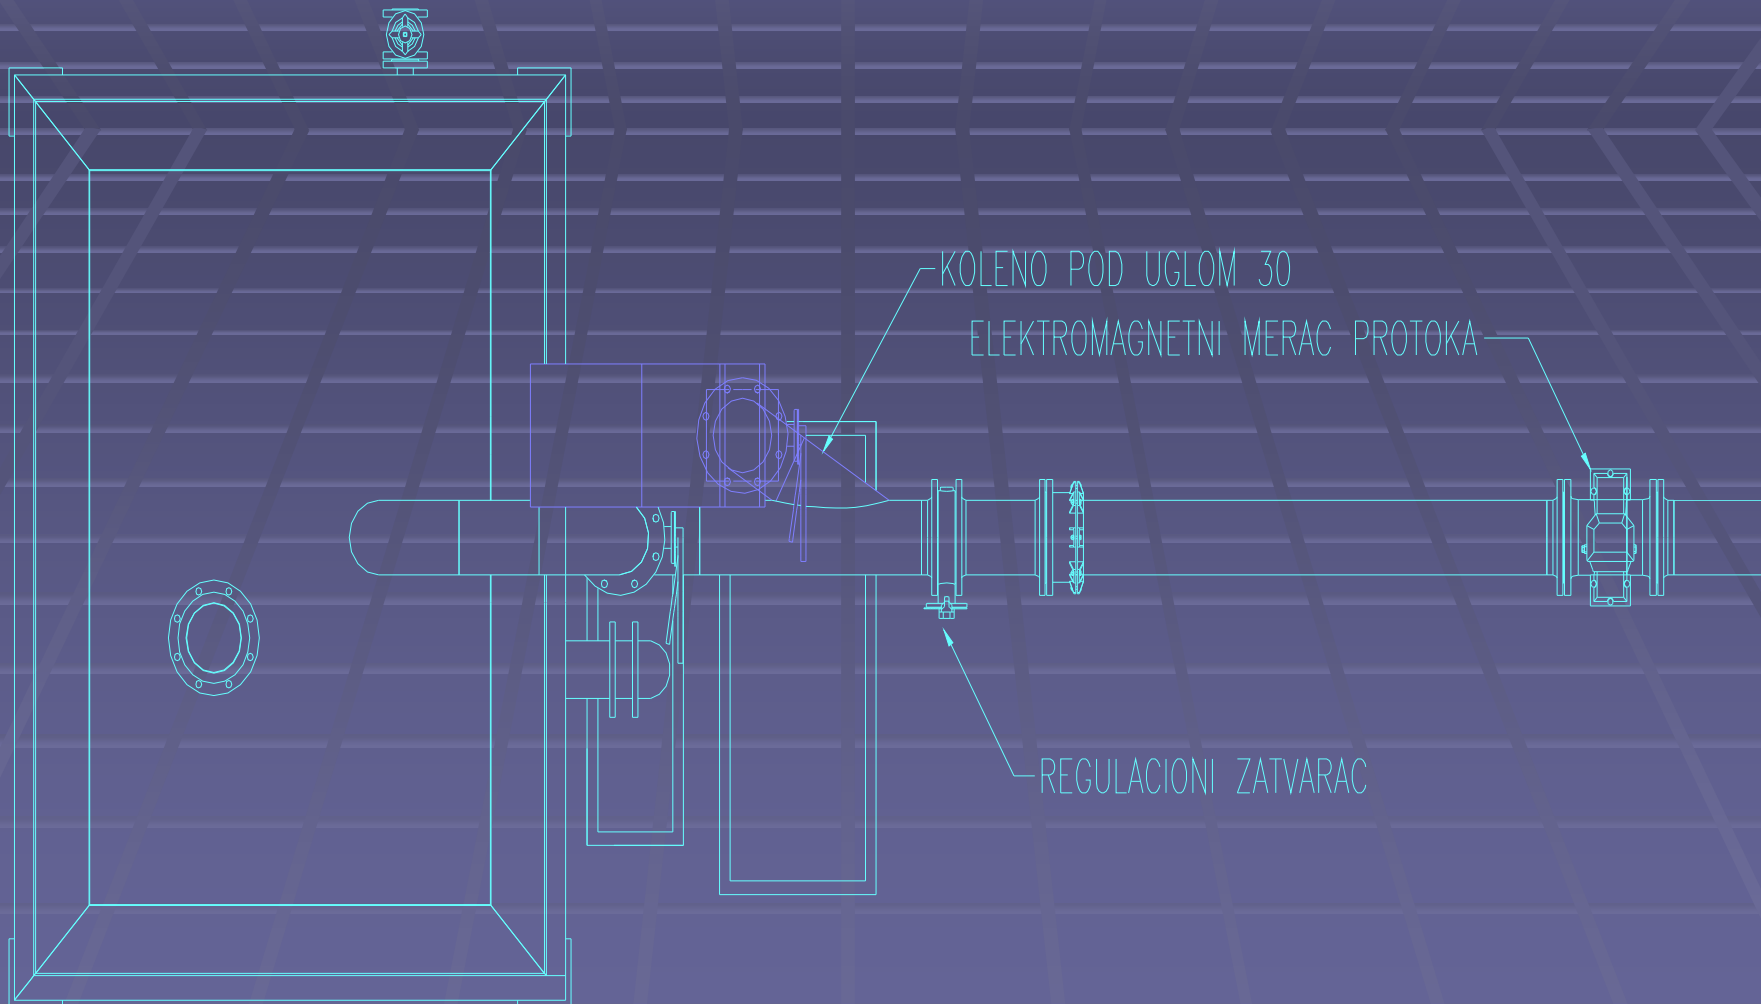 KOLENO POD UGLOM 30
ELEKTROMAGNETNI MERAC PROTOKA
REGULACIONI ZATVARAC